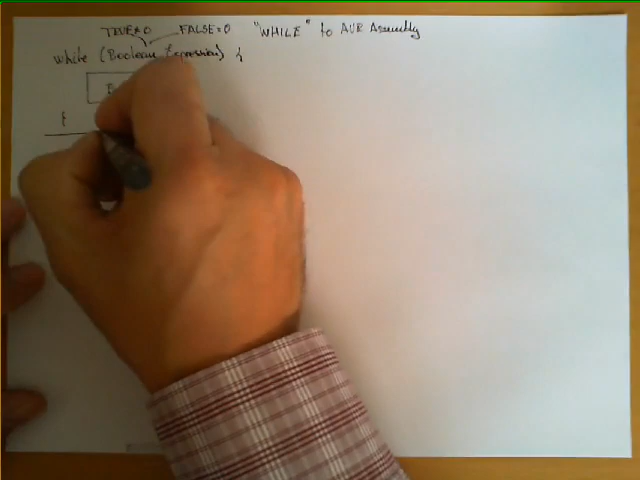 TRUE≠0 FALSE=0 "WHILE" to AVR Assembly
while (Boolean Expression) {
}